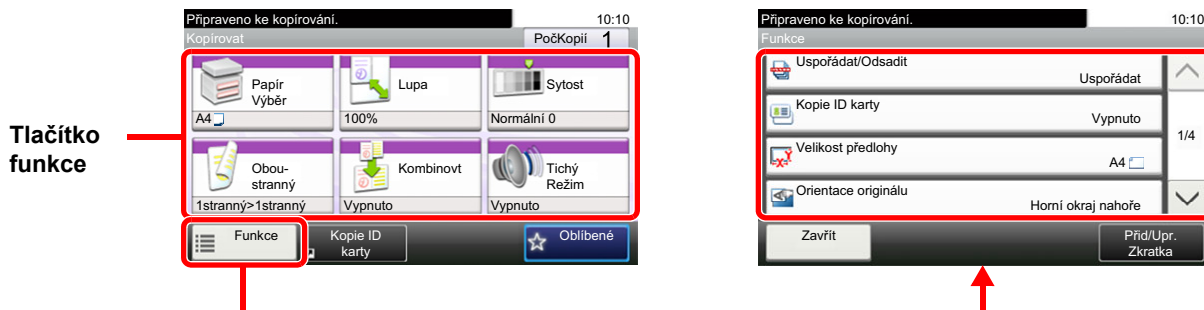 Připraveno ke kopírování. 10:10
Kopírovat PočKopií 1
Papír
Výběr
A4
Lupa
100%
Sytost
Normální 0
Obou-
stranný
1stranný>1stranný
Kombinovt
Vypnuto
Tichý
Režim
Vypnuto
Funkce
Kopie ID
karty
Oblíbené
Tlačítko
funkce
Připraveno ke kopírování. 10:10
Funkce
Uspořádat/Odsadit
Uspořádat
Kopie ID karty
Vypnuto
Velikost předlohy
A4
Orientace originálu
Horní okraj nahoře
1/4
Zavřít
Přid/Upr.
Zkratka